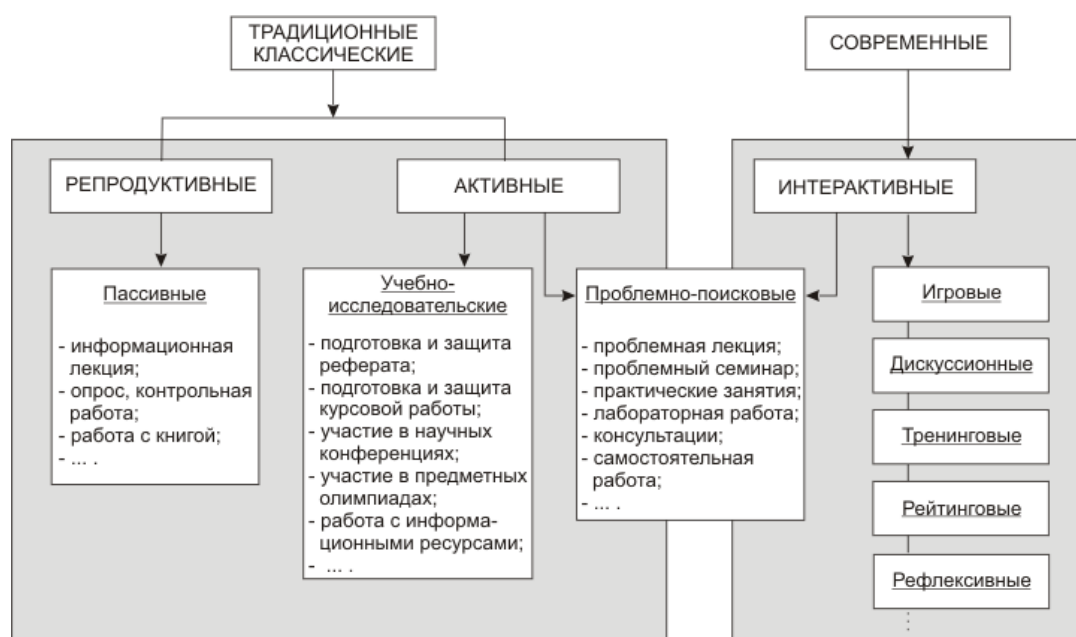 ТРАДИЦИОННЫЕ
КЛАССИЧЕСКИЕ
СОВРЕМЕННЫЕ
РЕПРОДУКТИВНЫЕ
АКТИВНЫЕ
ИНТЕРАКТИВНЫЕ
Пассивные
- информационная
лекция;
- опрос, контрольная
работа;
- работа с книгой;
- ... .
Учебно-
исследовательские
- подготовка и защита
реферата;
- подготовка и защита
курсовой работы;
- участие в научных
конференциях;
- участие в предметных
олимпиадах;
- работа с информа-
ционными ресурсами;
- ... .
Проблемно-поисковые
- проблемная лекция;
- проблемный семинар;
- практические занятия;
- лабораторная работа;
- консультации;
- самостоятельная
работа;
- ... .
Игровые
Дискуссионные
Тренинговые
Рейтинговые
Рефлексивные